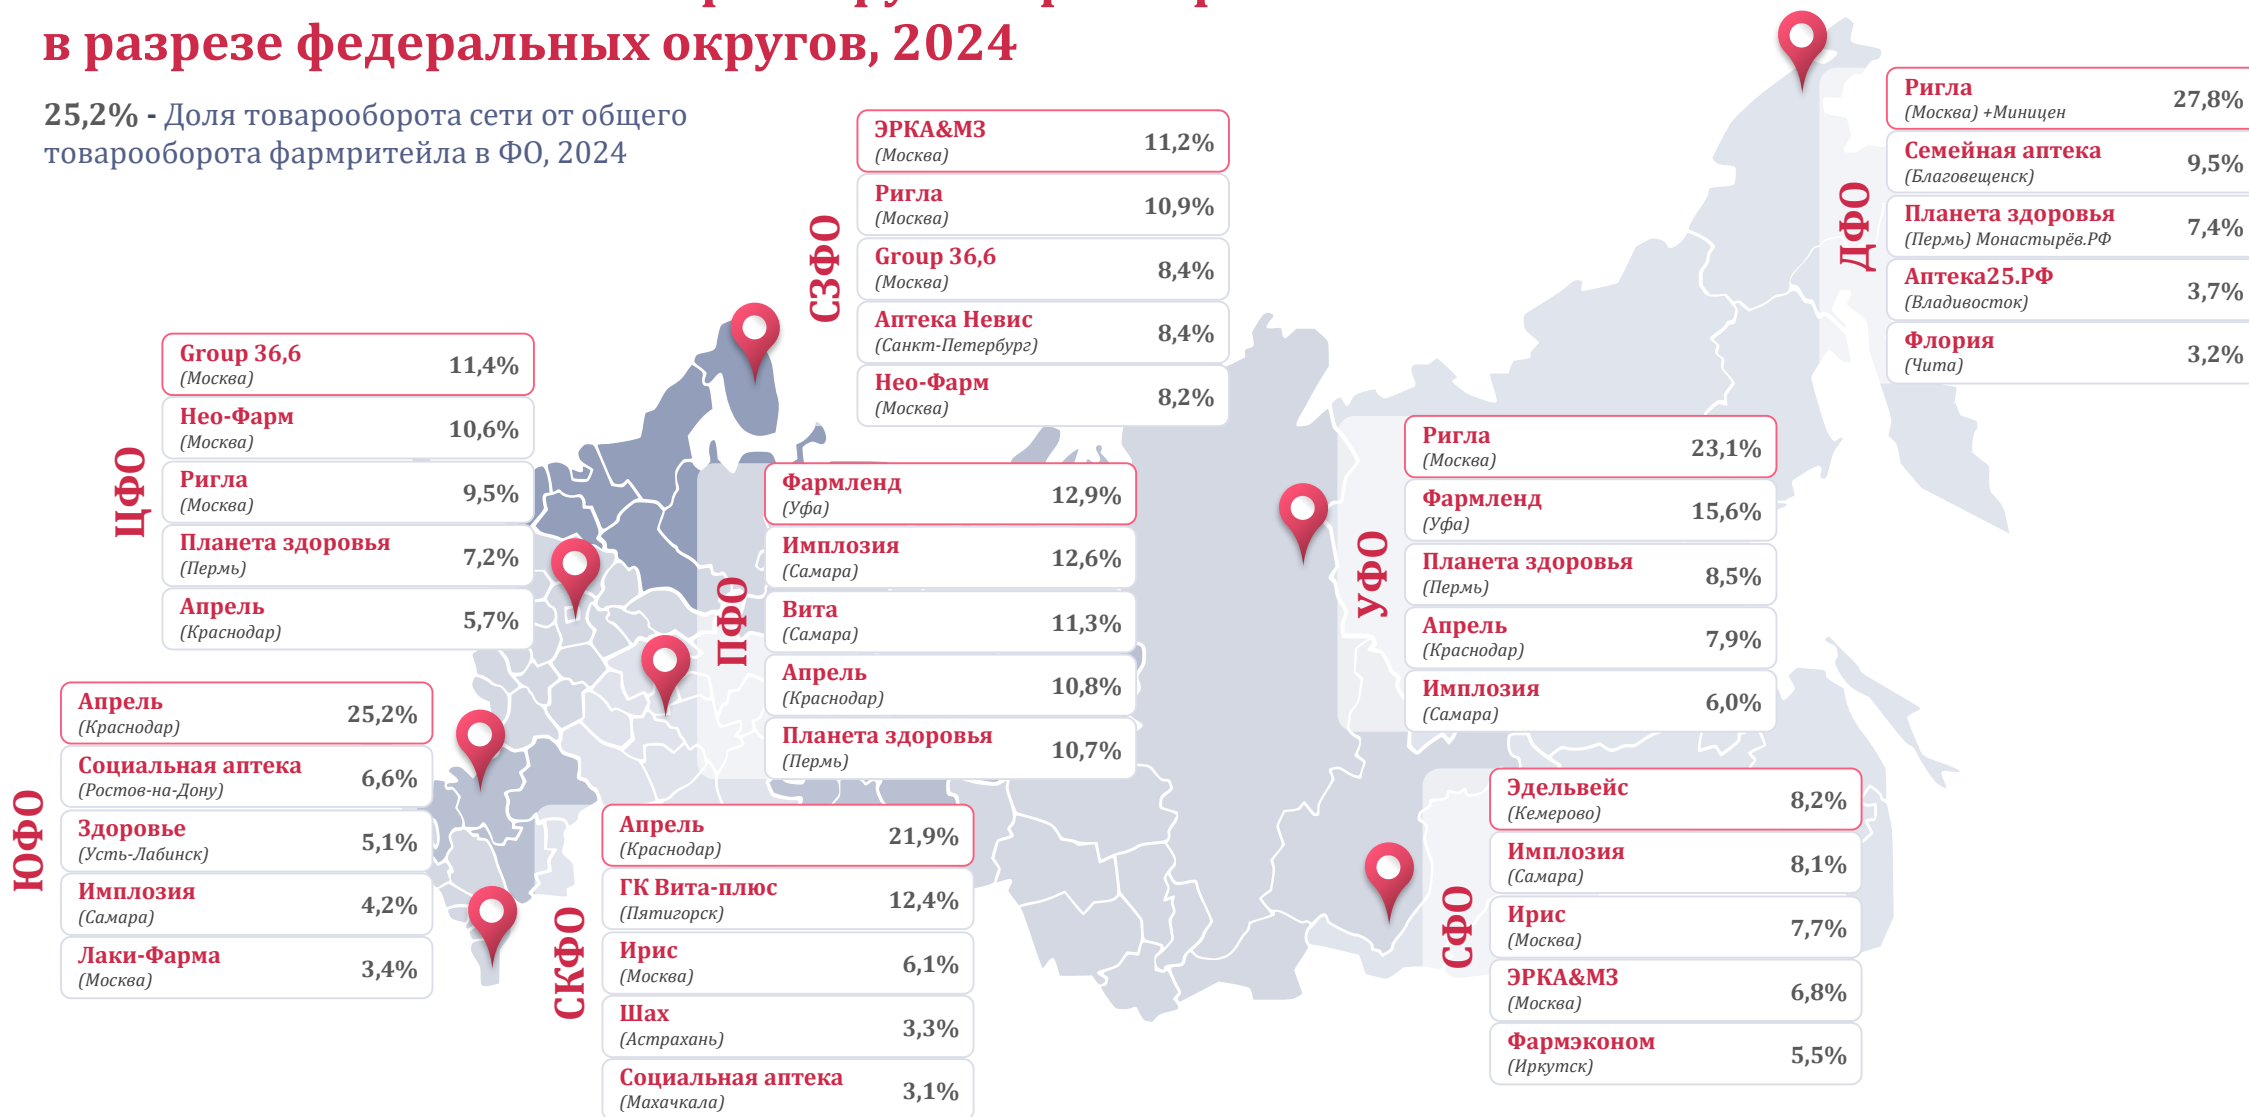 в разрезе федеральных округов, 2024
25,2% - Доля товарооборота сети от общего
товарооборота фармритейла в ФО, 2024
СЗФО
ЭРКА&МЗ
(Москва)
11,2%
Ригла
(Москва)
10,9%
Group 36,6
(Москва)
8,4%
Аптека Невис
(Санкт-Петербург)
8,4%
Нео-Фарм
(Москва)
8,2%
ДФО
Ригла
(Москва) +Миницен
27,8%
Семейная аптека
(Благовещенск)
9,5%
Планета здоровья
(Пермь) Монастырёв.РФ
7,4%
Аптека25.РФ
(Владивосток)
3,7%
Флория
(Чита)
3,2%
ЦФО
Group 36,6
(Москва)
11,4%
Нео-Фарм
(Москва)
10,6%
Ригла
(Москва)
9,5%
Планета здоровья
(Пермь)
7,2%
Апрель
(Краснодар)
5,7%
ПФО
Фармленд
(Уфа)
12,9%
Имплозия
(Самара)
12,6%
Вита
(Самара)
11,3%
Апрель
(Краснодар)
10,8%
Планета здоровья
(Пермь)
10,7%
УФО
Ригла
(Москва)
23,1%
Фармленд
(Уфа)
15,6%
Планета здоровья
(Пермь)
8,5%
Апрель
(Краснодар)
7,9%
Имплозия
(Самара)
6,0%
ЮФО
Апрель
(Краснодар)
25,2%
Социальная аптека
(Ростов-на-Дону)
6,6%
Здоровье
(Усть-Лабинск)
5,1%
Имплозия
(Самара)
4,2%
Лаки-Фарма
(Москва)
3,4%
СКФО
Апрель
(Краснодар)
21,9%
ГК Вита-плюс
(Пятигорск)
12,4%
Ирис
(Москва)
6,1%
Шах
(Астрахань)
3,3%
Социальная аптека
(Махачкала)
3,1%
СФО
Эдельвейс
(Кемерово)
8,2%
Имплозия
(Самара)
8,1%
Ирис
(Москва)
7,7%
ЭРКА&МЗ
(Москва)
6,8%
Фармэконом
(Иркутск)
5,5%